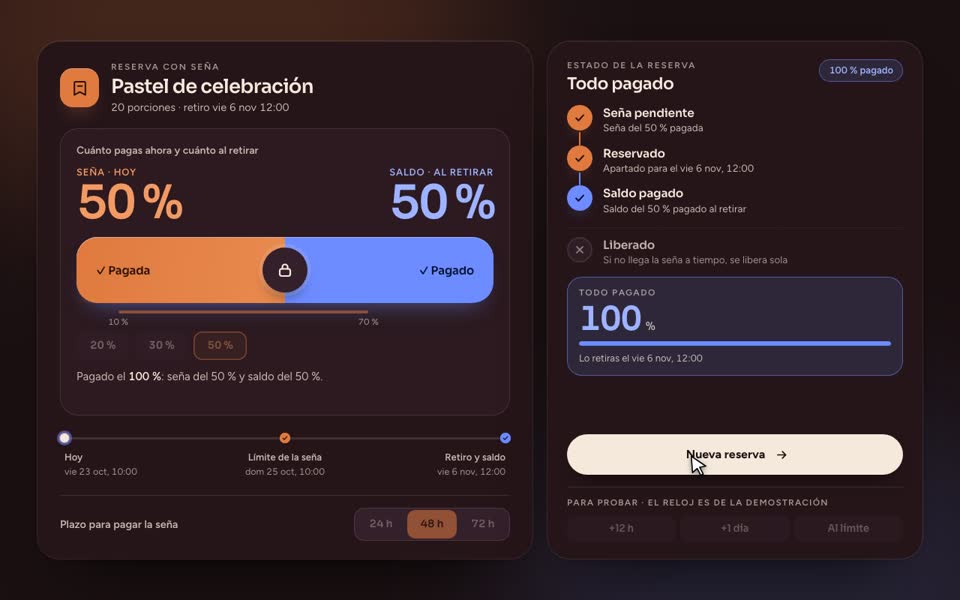 RESERVA CON SEÑA
Pastel de celebración
20 porciones · retiro vie 6 nov 12:00
Cuánto pagas ahora y cuánto al retirar
SEÑA · HOY
SALDO · AL RETIRAR
50 %
50 %
✓ Pagada
✓ Pagado
10 %
70 %
20 %
30 %
50 %
Pagado el 100 %: seña del 50 % y saldo del 50 %.
Hoy
vie 23 oct, 10:00
Límite de la seña
dom 25 oct, 10:00
Retiro y saldo
vie 6 nov, 12:00
Plazo para pagar la seña
24 h
48 h
72 h
ESTADO DE LA RESERVA
Todo pagado
100 % pagado
Seña pendiente
Seña del 50 % pagada
Reservado
Apartado para el vie 6 nov, 12:00
Saldo pagado
Saldo del 50 % pagado al retirar
Liberado
Si no llega la seña a tiempo, se libera sola
TODO PAGADO
100 %
Lo retiras el vie 6 nov, 12:00
Nueva reserva →
PARA PROBAR · EL RELOJ ES DE LA DEMOSTRACIÓN
+12 h
+1 día
Al límite